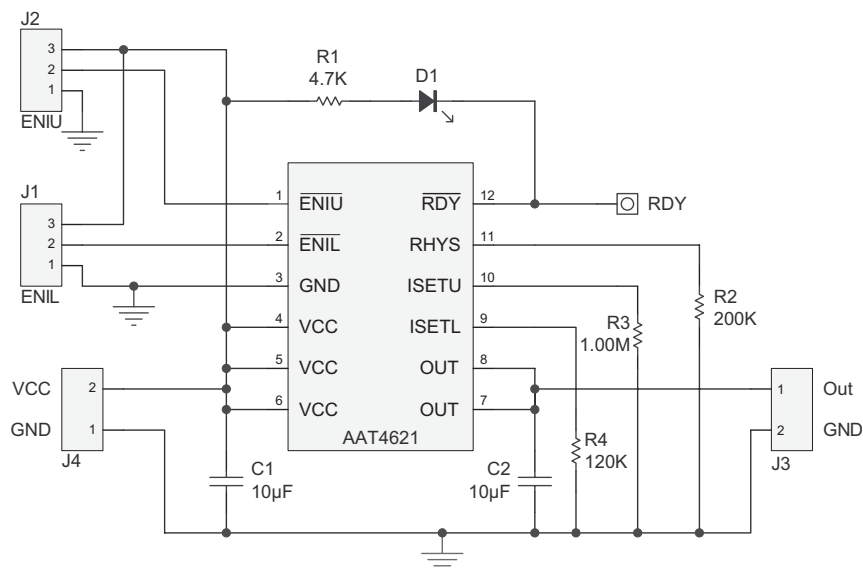 J2
3
2
1
ENIU
R1
4.7K
D1
J1
3
2
1
ENIL
1 ENIU RDY 12
2 ENIL RHYS 11
3 GND ISETU 10
4 VCC ISETL 9
5 VCC OUT 8
6 VCC OUT 7
AAT4621
RDY
R2
200K
R3
1.00M
R4
120K
VCC 2
GND 1
J4
C1
10µF
C2
10µF
1 Out
2 GND
J3